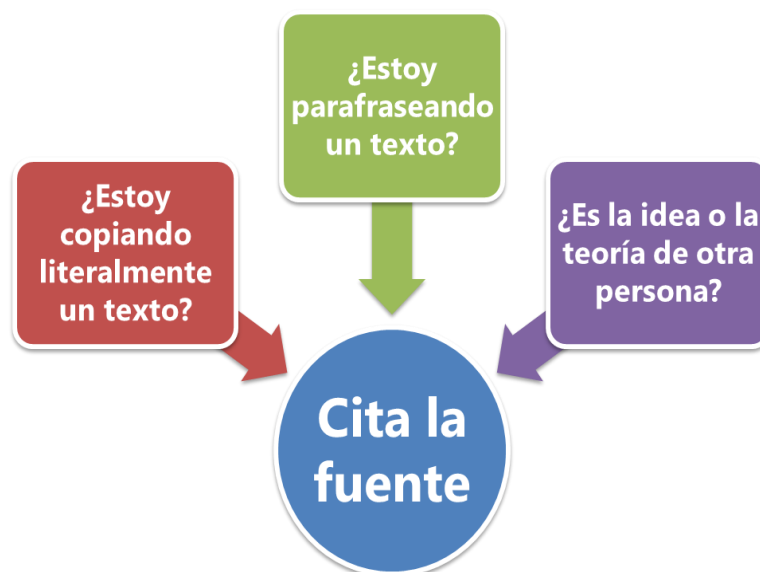 ¿Estoy
parafraseando
un texto?
¿Estoy
copiando
literalmente
un texto?
¿Es la idea o la
teoría de otra
persona?
Cita la
fuente